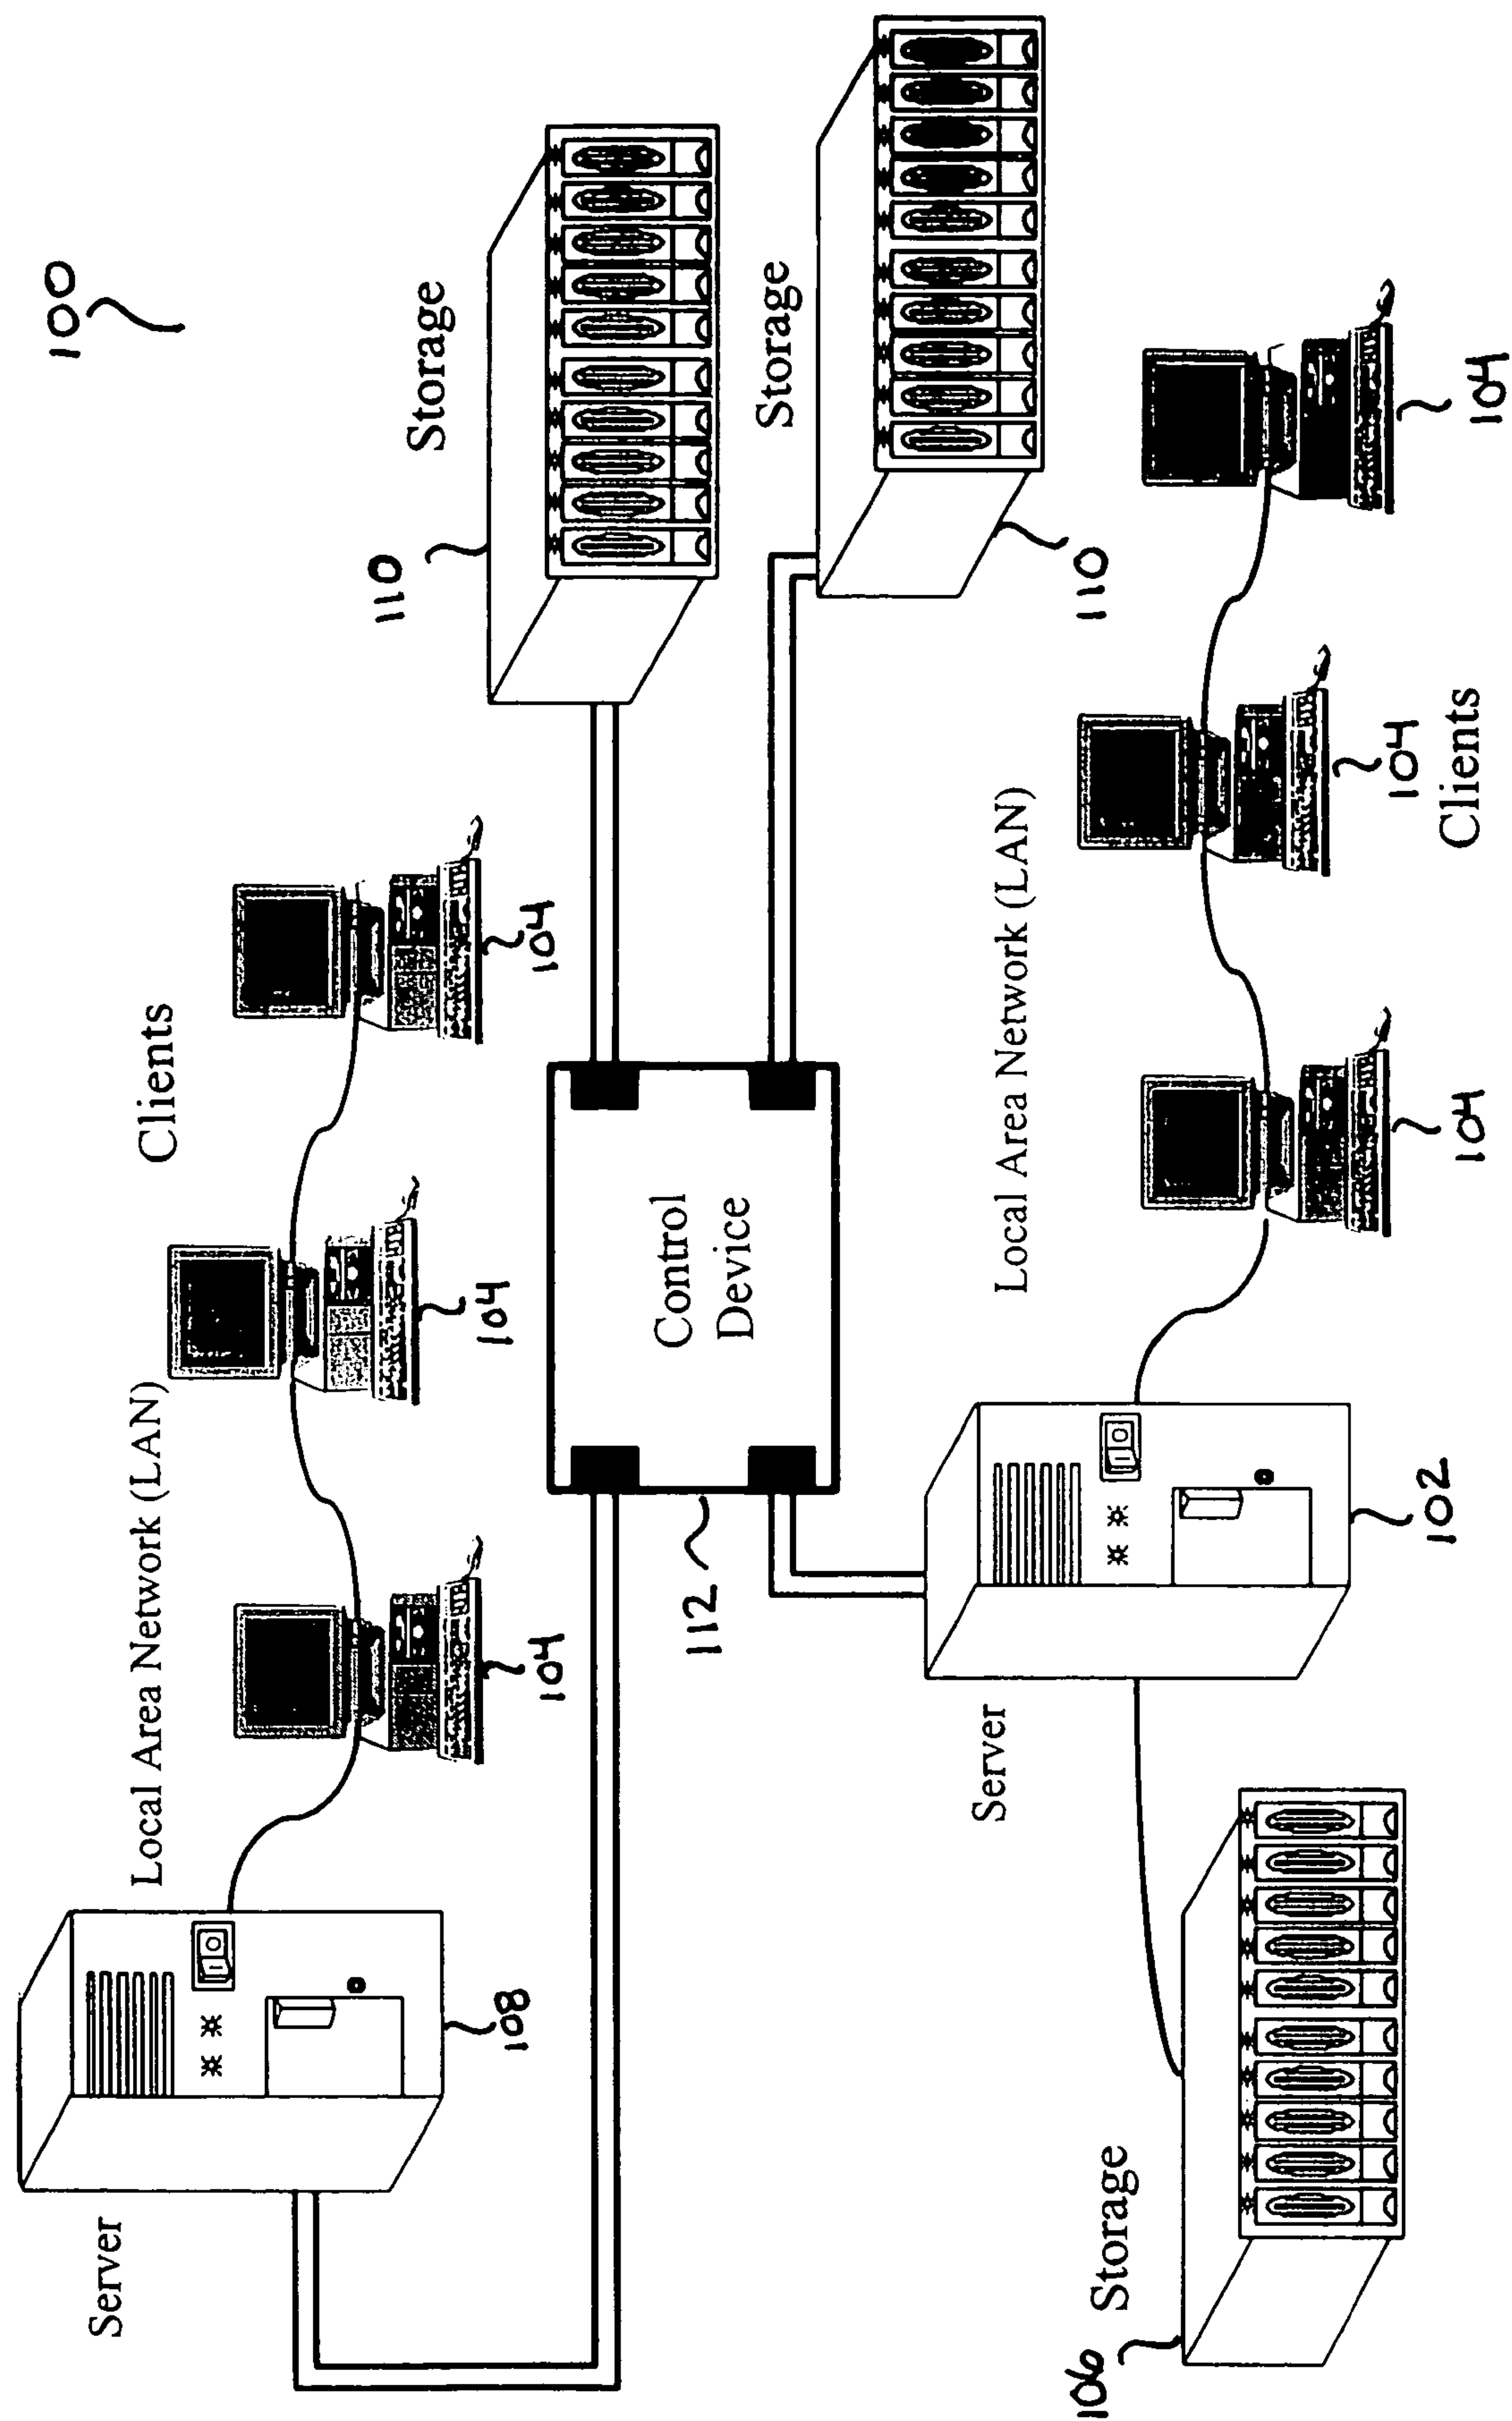 100
Server
108
Local Area Network (LAN)
Clients
104
104
104
Storage
110
Control
Device
112
Storage
110
Server
102
Local Area Network (LAN)
104
104
104
Clients
Storage
106